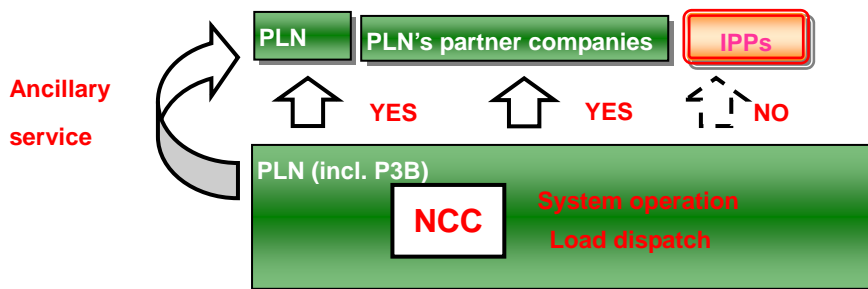 PLN
PLN's partner companies
IPPs
Ancillary
service
YES
YES
NO
PLN (incl. P3B)
NCC
System operation
Load dispatch